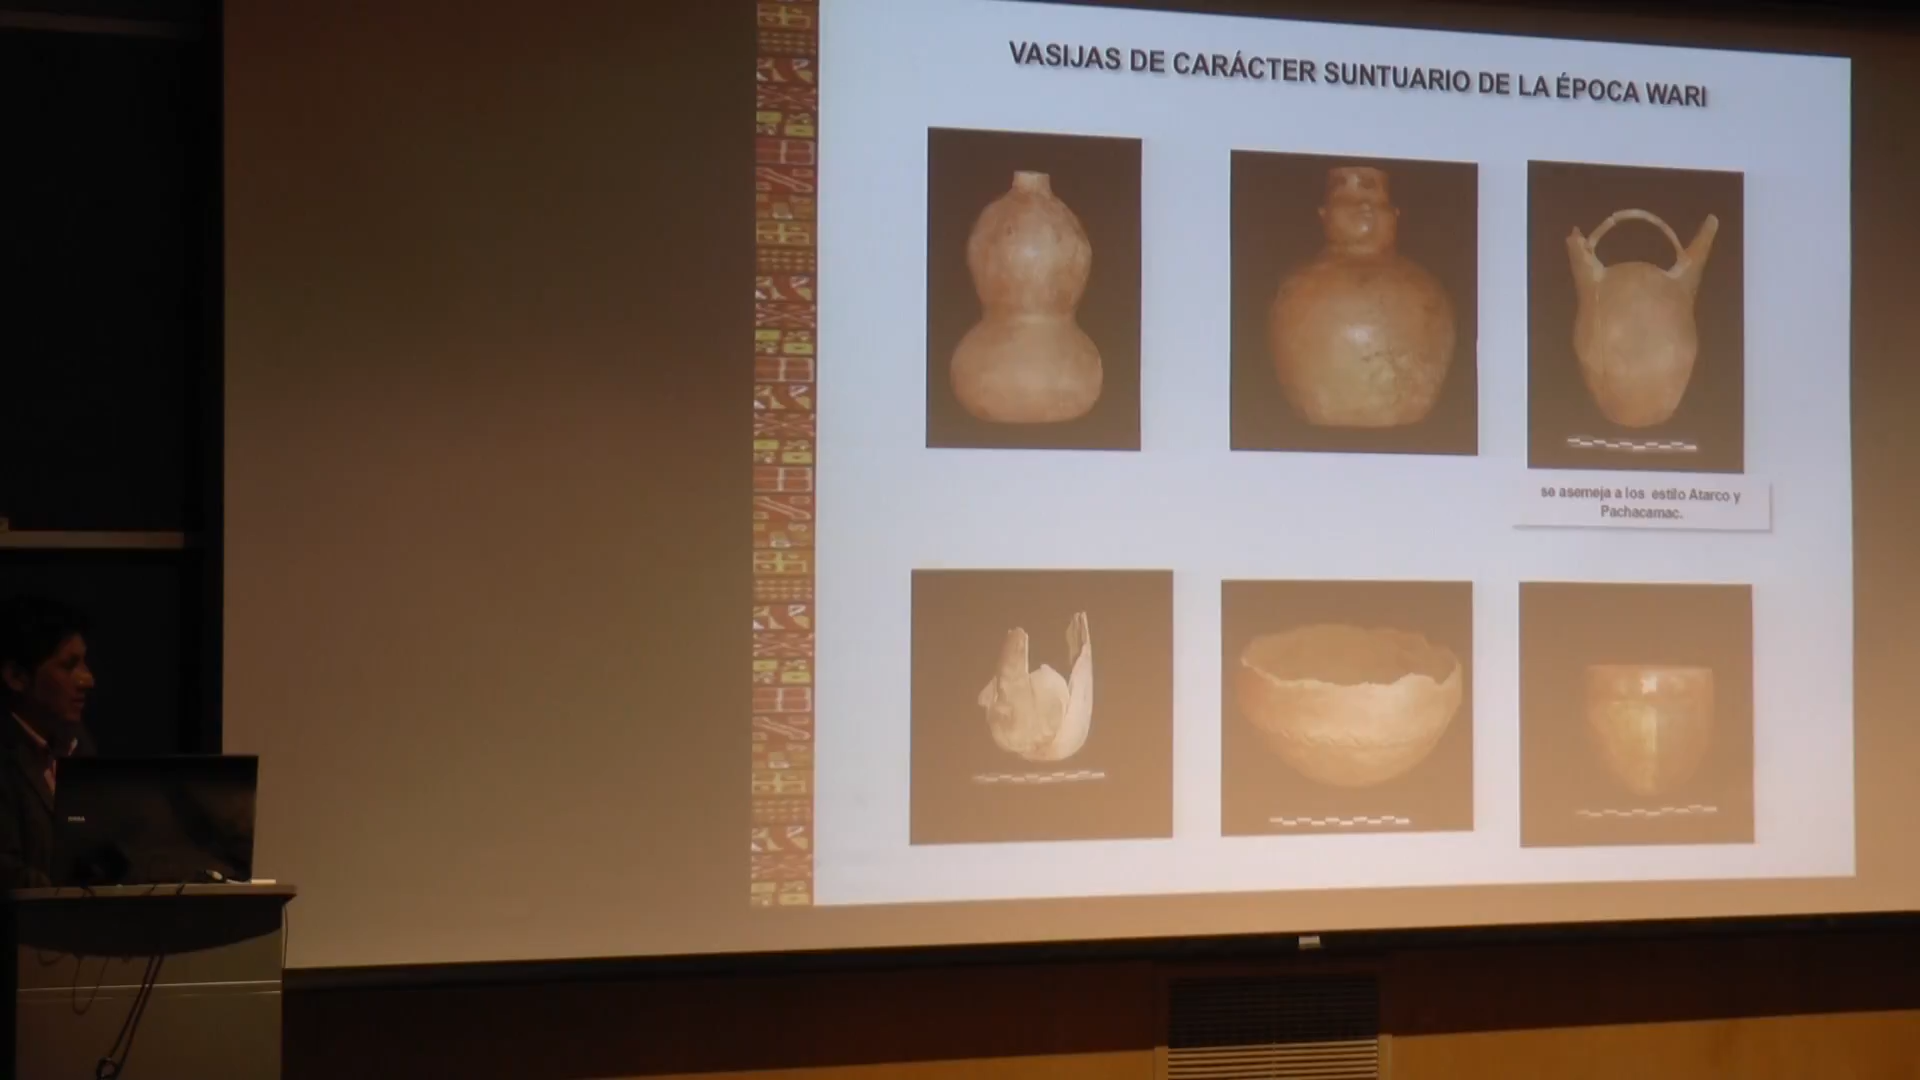 VASIJAS DE CARÁCTER SUNTUARIO DE LA ÉPOCA WARI
se asemeja a los estilo Atarco y
Pachacamac.